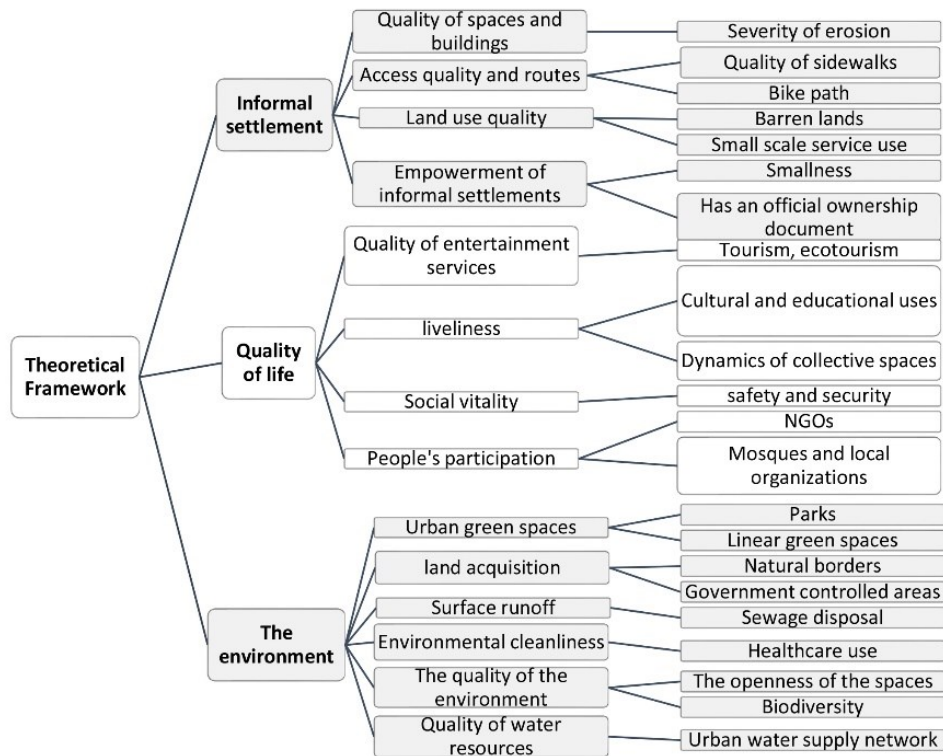 Theoretical
Framework
Informal
settlement
Quality of spaces and
buildings
Severity of erosion
Access quality and routes
Quality of sidewalks
Bike path
Land use quality
Barren lands
Small scale service use
Empowerment of
informal settlements
Smallness
Has an official ownership
document
Quality
of life
Quality of entertainment
services
Tourism, ecotourism
liveliness
Cultural and educational uses
Dynamics of collective spaces
Social vitality
safety and security
People's participation
NGOs
Mosques and local
organizations
The
environment
Urban green spaces
Parks
Linear green spaces
land acquisition
Natural borders
Government controlled areas
Surface runoff
Sewage disposal
Environmental cleanliness
Healthcare use
The quality of the
environment
The openness of the spaces
Biodiversity
Quality of water
resources
Urban water supply network